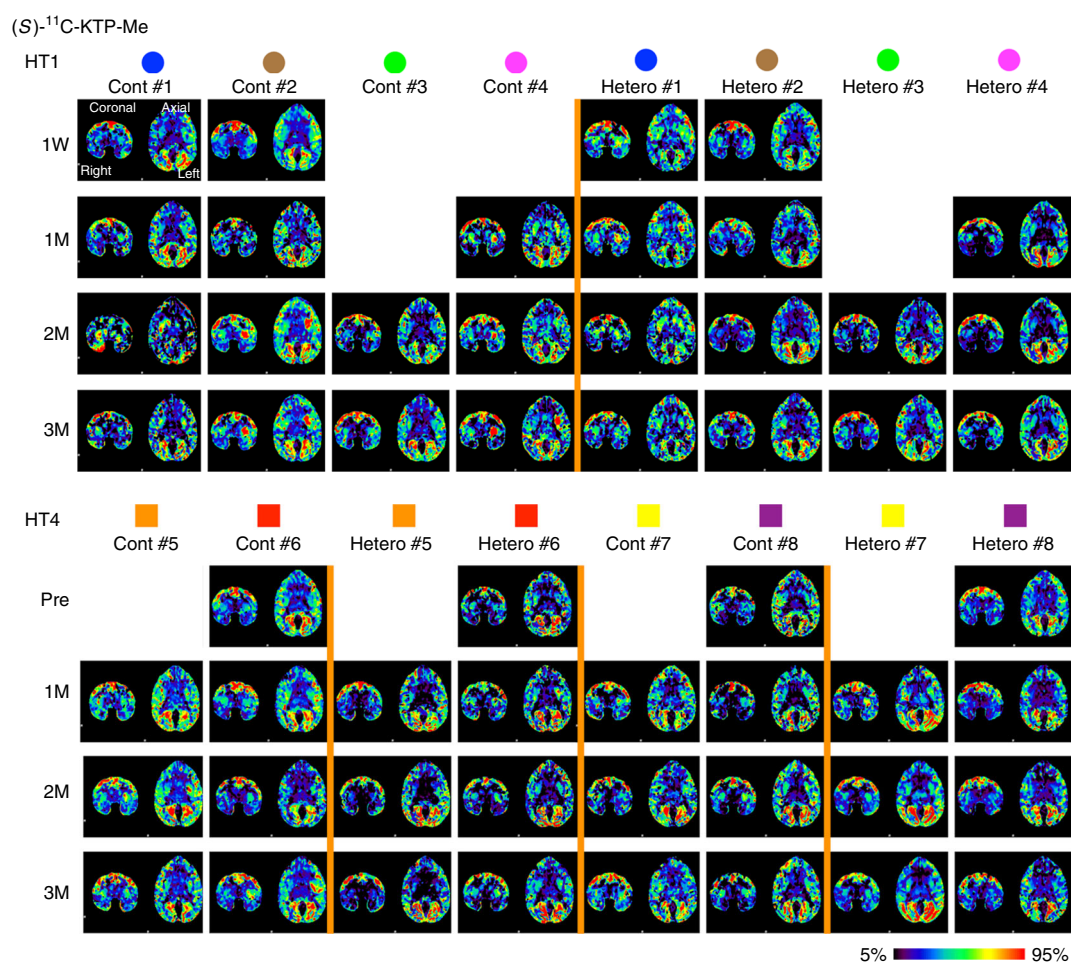 (S)-¹¹C-KTP-Me
HT1
Cont #1 Cont #2 Cont #3 Cont #4 Hetero #1 Hetero #2 Hetero #3 Hetero #4
1W
Coronal Axial
Right Left
1M
2M
3M
HT4
Cont #5 Cont #6 Hetero #5 Hetero #6 Cont #7 Cont #8 Hetero #7 Hetero #8
Pre
1M
2M
3M
5% 95%